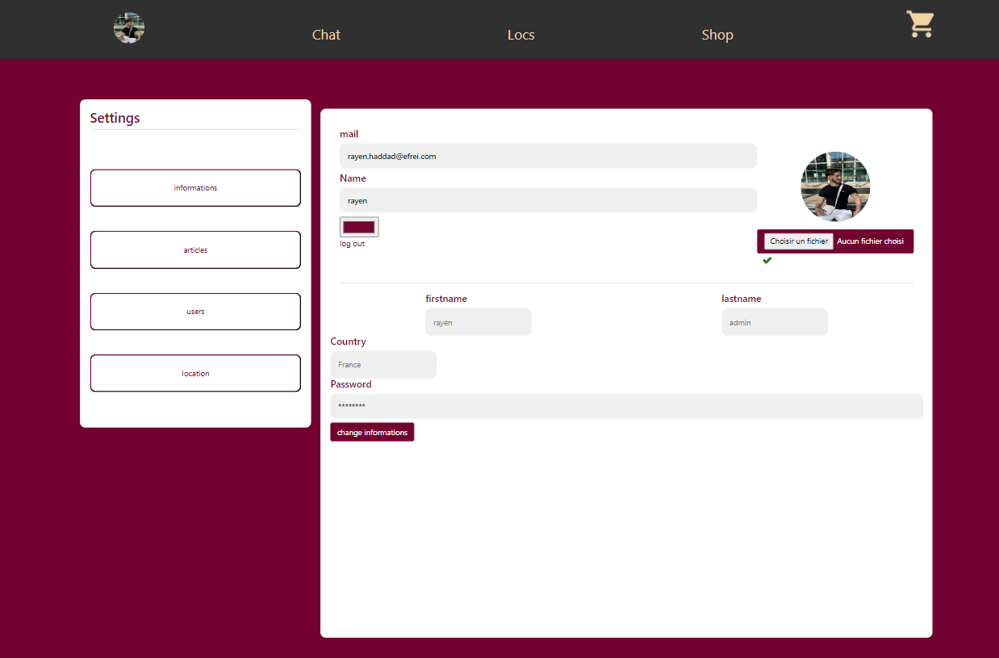 Chat
Locs
Shop
Settings
informations
articles
users
location
mail
rayen.haddad@efrei.com
Name
rayen
log out
Choisir un fichier Aucun fichier choisi
firstname
lastname
rayen
admin
Country
France
Password
********
change informations